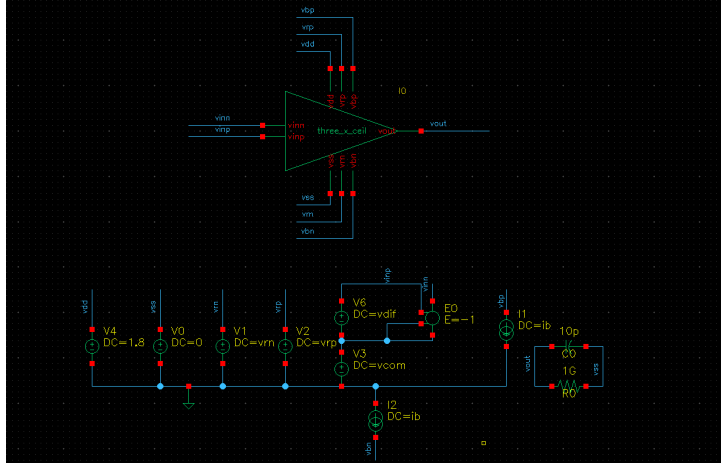 vbp
vrp
vdd
I0
vdd
vrp
vbp
vinn
vinn
vinp
vinp
three_x_ceil
vout
vout
vss
vrn
vbn
vss
vrn
vbn
vdd
vss
vrn
vrp
vinp
vinn
vbp
V4
DC=1.8
V0
DC=0
V1
DC=vrn
V2
DC=vrp
V6
DC=vdif
V3
DC=vcom
E0
E=-1
I1
DC=ib
I2
DC=ib
vbn
10p
C0
vout
vss
1G
R0